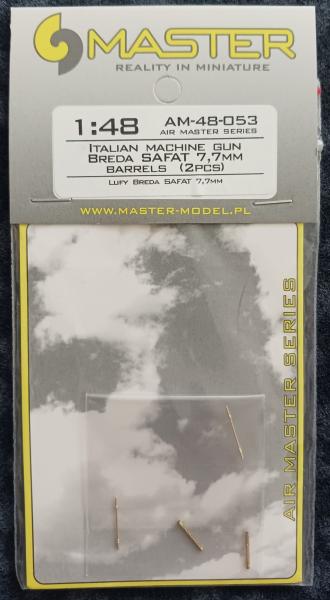 MASTER
REALITY IN MINIATURE
1:48
AM-48-053
AIR MASTER SERIES
ITALIAN MACHINE GUN
BREDA SAFAT 7,7MM
BARRELS (2PCS)
LUFY BREDA SAFAT 7,7MM
WWW.MASTER-MODEL.PL
AIR MASTER SERIES